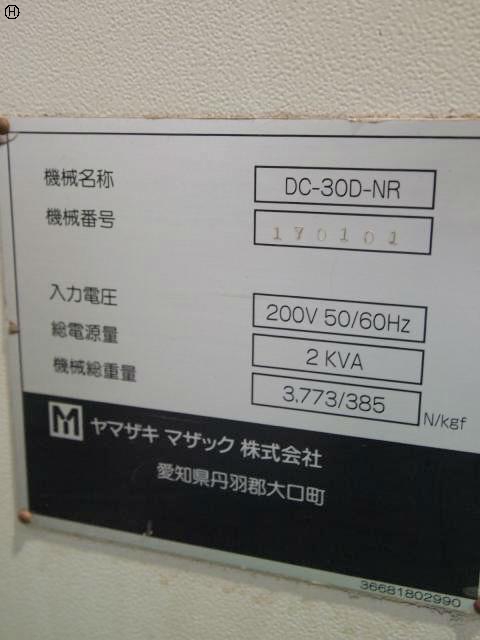 H
機械名称 DC-30D-NR
機械番号 170101
入力電圧 200V 50/60Hz
総電源量 2 KVA
機械総重量 3,773/385 N/kgf
M ヤマザキ マザック 株式会社
愛知県丹羽郡大口町
36681802990